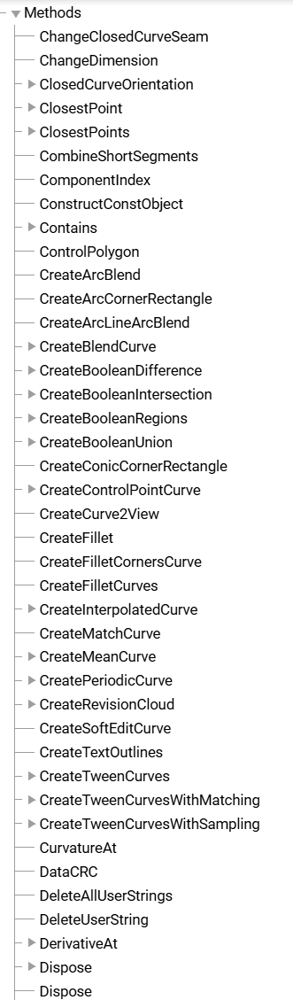 Methods
ChangeClosedCurveSeam
ChangeDimension
ClosedCurveOrientation
ClosestPoint
ClosestPoints
CombineShortSegments
ComponentIndex
ConstructConstObject
Contains
ControlPolygon
CreateArcBlend
CreateArcCornerRectangle
CreateArcLineArcBlend
CreateBlendCurve
CreateBooleanDifference
CreateBooleanIntersection
CreateBooleanRegions
CreateBooleanUnion
CreateConicCornerRectangle
CreateControlPointCurve
CreateCurve2View
CreateFillet
CreateFilletCornersCurve
CreateFilletCurves
CreateInterpolatedCurve
CreateMatchCurve
CreateMeanCurve
CreatePeriodicCurve
CreateRevisionCloud
CreateSoftEditCurve
CreateTextOutlines
CreateTweenCurves
CreateTweenCurvesWithMatching
CreateTweenCurvesWithSampling
CurvatureAt
DataCRC
DeleteAllUserStrings
DeleteUserString
DerivativeAt
Dispose
Dispose